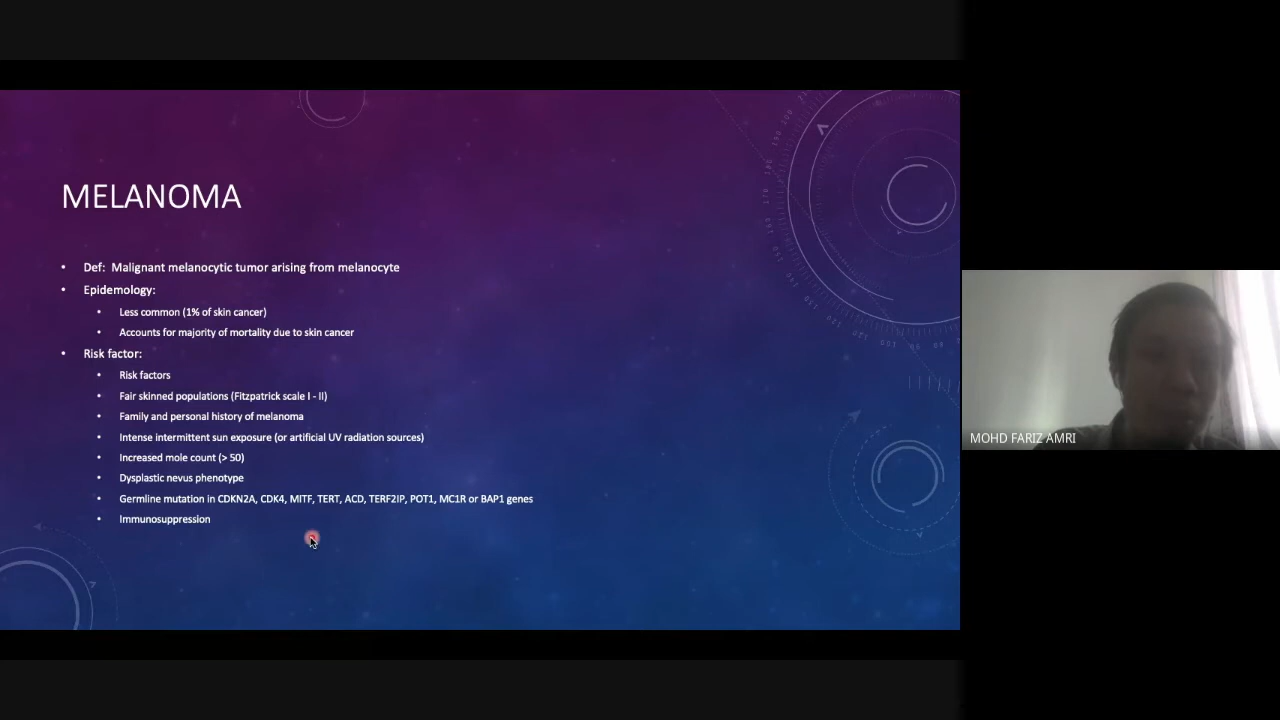 MELANOMA
• Def: Malignant melanocytic tumor arising from melanocyte
• Epidemology:
• Less common (1% of skin cancer)
• Accounts for majority of mortality due to skin cancer
• Risk factor:
• Risk factors
• Fair skinned populations (Fitzpatrick scale I - II)
• Family and personal history of melanoma
• Intense intermittent sun exposure (or artificial UV radiation sources)
• Increased mole count (> 50)
• Dysplastic nevus phenotype
• Germline mutation in CDKN2A, CDK4, MITF, TERT, ACD, TERF2IP, POT1, MC1R or BAP1 genes
• Immunosuppression
MOHD FARIZ AMRI